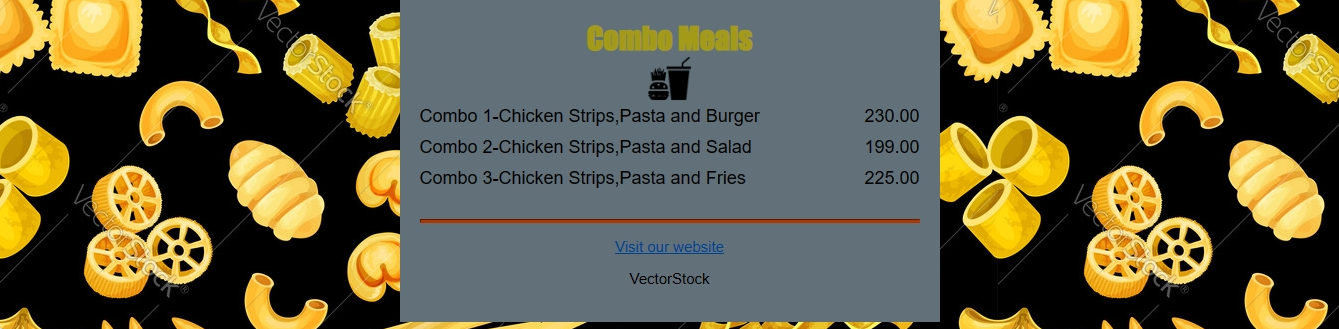 Combo Meals
Combo 1-Chicken Strips,Pasta and Burger 230.00
Combo 2-Chicken Strips,Pasta and Salad 199.00
Combo 3-Chicken Strips,Pasta and Fries 225.00
Visit our website
VectorStock
VectorStock
VectorStock
VectorStock
VectorStock